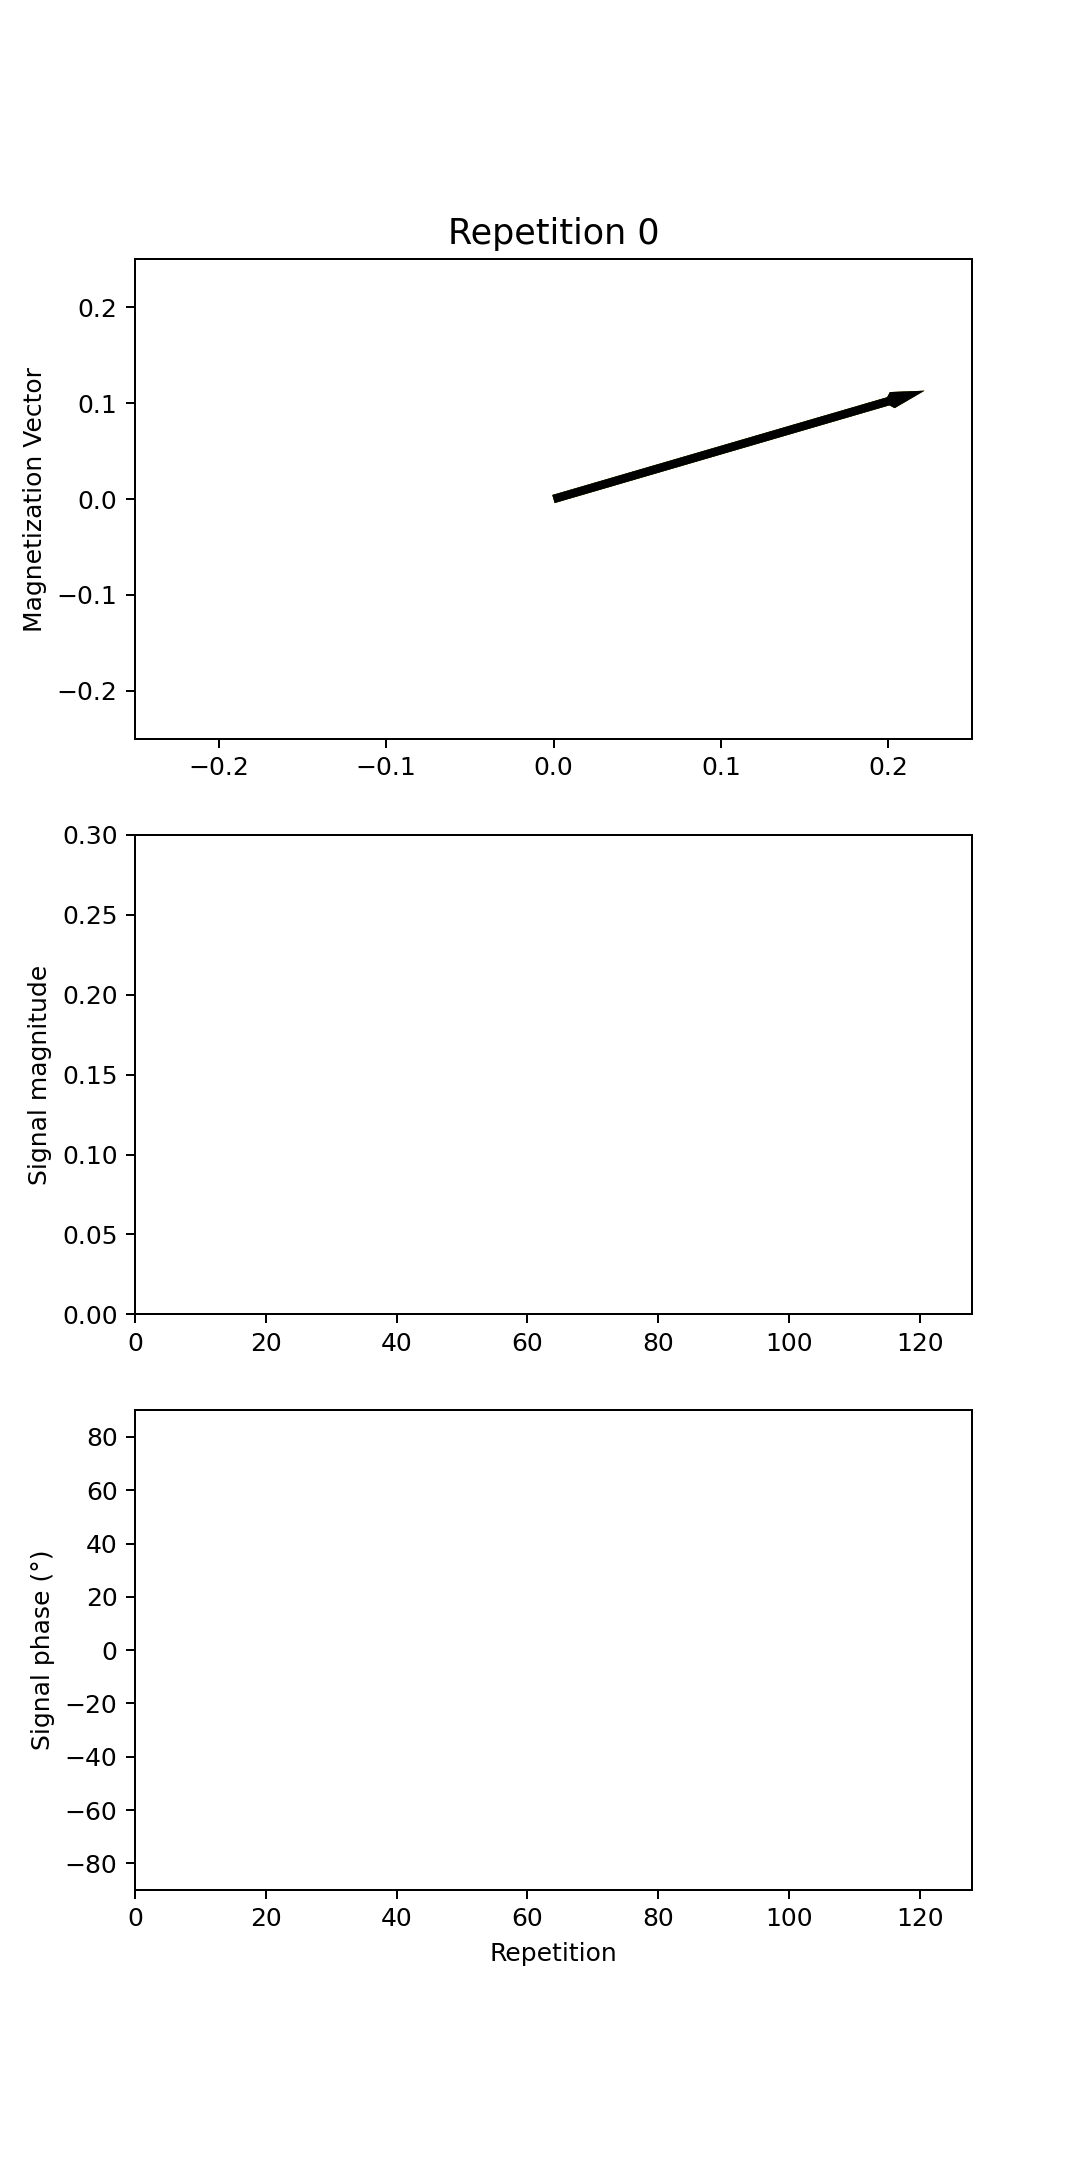 Repetition 0
Magnetization Vector
0.2
0.1
0.0
−0.1
−0.2
−0.2 −0.1 0.0 0.1 0.2
Signal magnitude
0.30
0.25
0.20
0.15
0.10
0.05
0.00
0 20 40 60 80 100 120
Signal phase (°)
80
60
40
20
0
−20
−40
−60
−80
0 20 40 60 80 100 120
Repetition